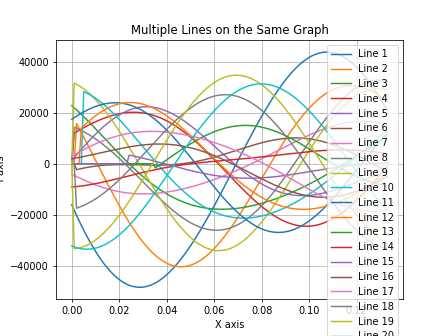 Multiple Lines on the Same Graph
40000
20000
0
−20000
−40000
0.00 0.02 0.04 0.06 0.08 0.10
X axis
Line 1
Line 2
Line 3
Line 4
Line 5
Line 6
Line 7
Line 8
Line 9
Line 10
Line 11
Line 12
Line 13
Line 14
Line 15
Line 16
Line 17
Line 18
Line 19
Line 20